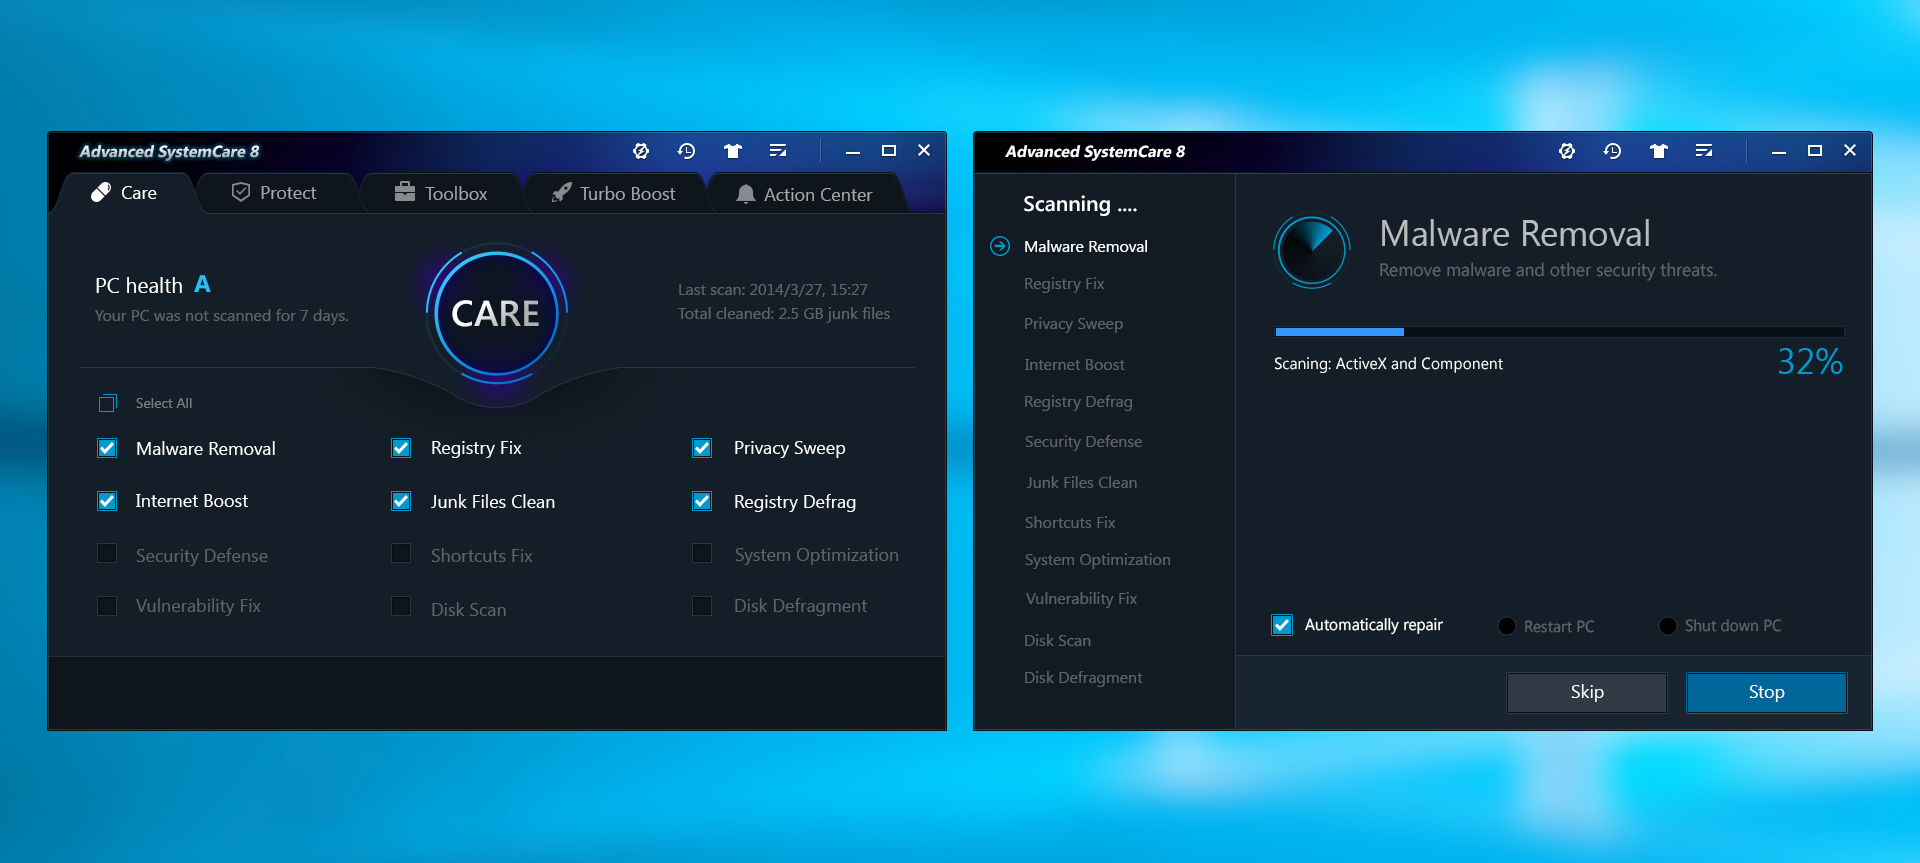 Advanced SystemCare 8
Care
Protect
Toolbox
Turbo Boost
Action Center
PC health A
Your PC was not scanned for 7 days.
CARE
Last scan: 2014/3/27, 15:27
Total cleaned: 2.5 GB junk files
Select All
Malware Removal
Registry Fix
Privacy Sweep
Internet Boost
Junk Files Clean
Registry Defrag
Security Defense
Shortcuts Fix
System Optimization
Vulnerability Fix
Disk Scan
Disk Defragment
Advanced SystemCare 8
Scanning ....
Malware Removal
Registry Fix
Privacy Sweep
Internet Boost
Registry Defrag
Security Defense
Junk Files Clean
Shortcuts Fix
System Optimization
Vulnerability Fix
Disk Scan
Disk Defragment
Malware Removal
Remove malware and other security threats.
Scaning: ActiveX and Component
32%
Automatically repair
Restart PC
Shut down PC
Skip
Stop